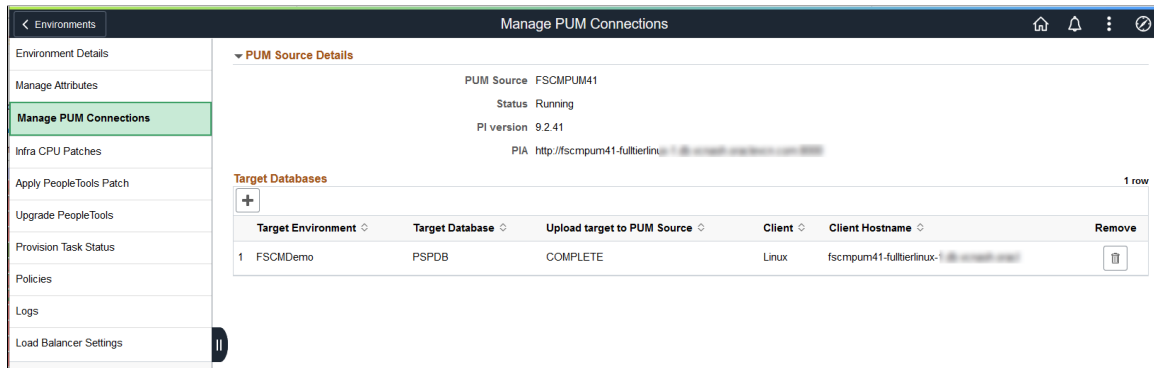 Environments
Manage PUM Connections
Environment Details
Manage Attributes
Manage PUM Connections
Infra CPU Patches
Apply PeopleTools Patch
Upgrade PeopleTools
Provision Task Status
Policies
Logs
Load Balancer Settings
PUM Source Details
PUM Source FSCMPUM41
Status Running
PI version 9.2.41
PIA
Target Databases 1 row
Target Environment Target Database Upload target to PUM Source Client Client Hostname Remove
1 FSCMDemo PSPDB COMPLETE Linux